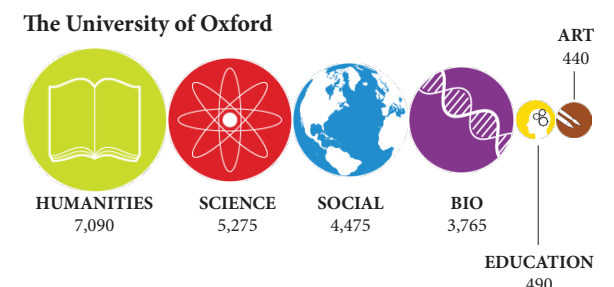 The University of Oxford
ART
440
HUMANITIES
7,090
SCIENCE
5,275
SOCIAL
4,475
BIO
3,765
EDUCATION
490